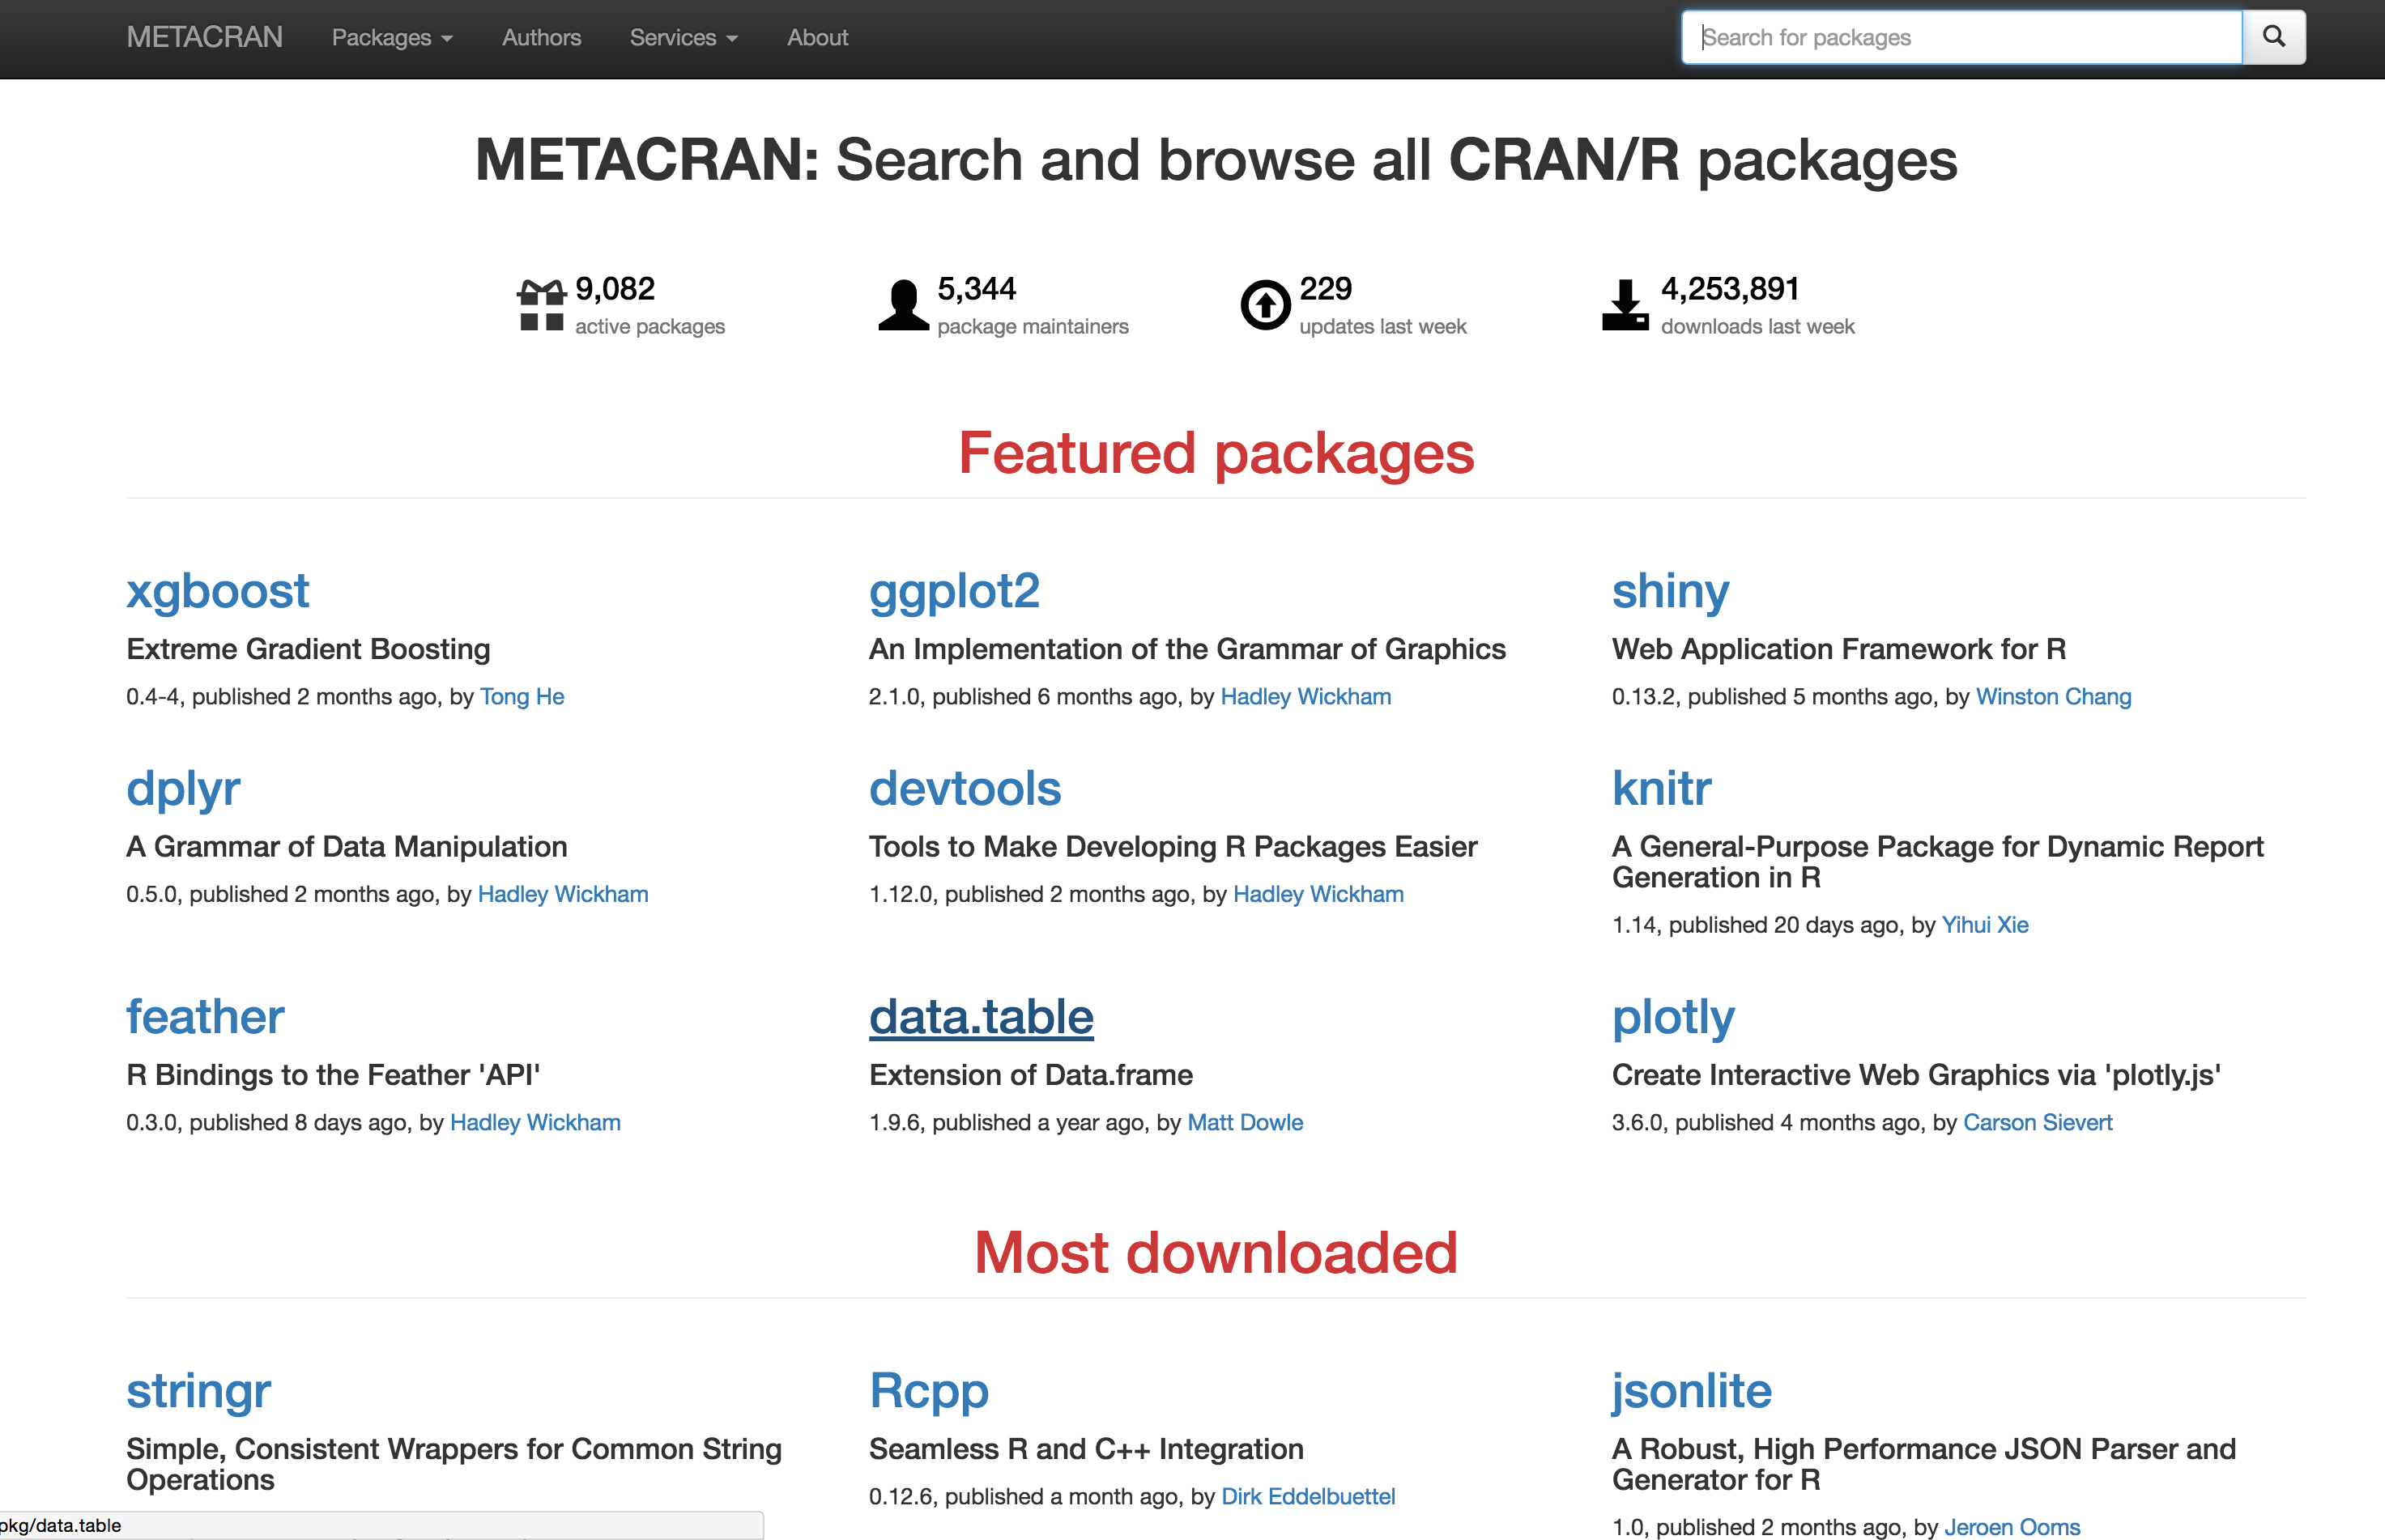 METACRAN Packages Authors Services About Search for packages
METACRAN: Search and browse all CRAN/R packages
9,082
active packages
5,344
package maintainers
229
updates last week
4,253,891
downloads last week
Featured packages
xgboost
Extreme Gradient Boosting
0.4-4, published 2 months ago, by Tong He
ggplot2
An Implementation of the Grammar of Graphics
2.1.0, published 6 months ago, by Hadley Wickham
shiny
Web Application Framework for R
0.13.2, published 5 months ago, by Winston Chang
dplyr
A Grammar of Data Manipulation
0.5.0, published 2 months ago, by Hadley Wickham
devtools
Tools to Make Developing R Packages Easier
1.12.0, published 2 months ago, by Hadley Wickham
knitr
A General-Purpose Package for Dynamic Report
Generation in R
1.14, published 20 days ago, by Yihui Xie
feather
R Bindings to the Feather 'API'
0.3.0, published 8 days ago, by Hadley Wickham
data.table
Extension of Data.frame
1.9.6, published a year ago, by Matt Dowle
plotly
Create Interactive Web Graphics via 'plotly.js'
3.6.0, published 4 months ago, by Carson Sievert
Most downloaded
stringr
Simple, Consistent Wrappers for Common String
Operations
Rcpp
Seamless R and C++ Integration
0.12.6, published a month ago, by Dirk Eddelbuettel
jsonlite
A Robust, High Performance JSON Parser and
Generator for R
1.0, published 2 months ago, by Jeroen Ooms
pkg/data.table